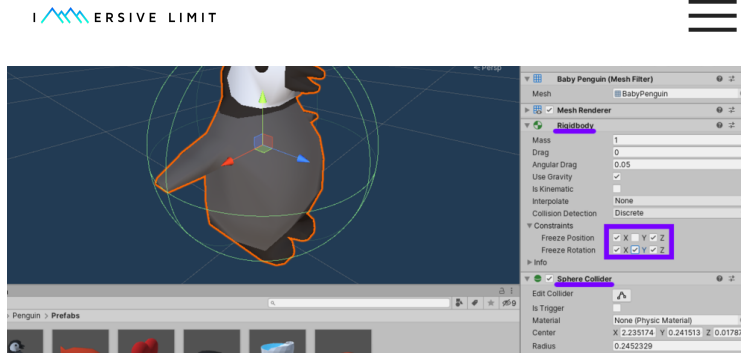 IMMERSIVE LIMIT
Persp
Baby Penguin (Mesh Filter)
Mesh BabyPenguin
Mesh Renderer
Rigidbody
Mass 1
Drag 0
Angular Drag 0.05
Use Gravity
Is Kinematic
Interpolate None
Collision Detection Discrete
Constraints
Freeze Position X Y Z
Freeze Rotation X Y Z
Info
Sphere Collider
Edit Collider
Is Trigger
Material None (Physic Material)
Center X 2.235174 Y 0.241513 Z 0.0178
Radius 0.2452329
9
Penguin > Prefabs